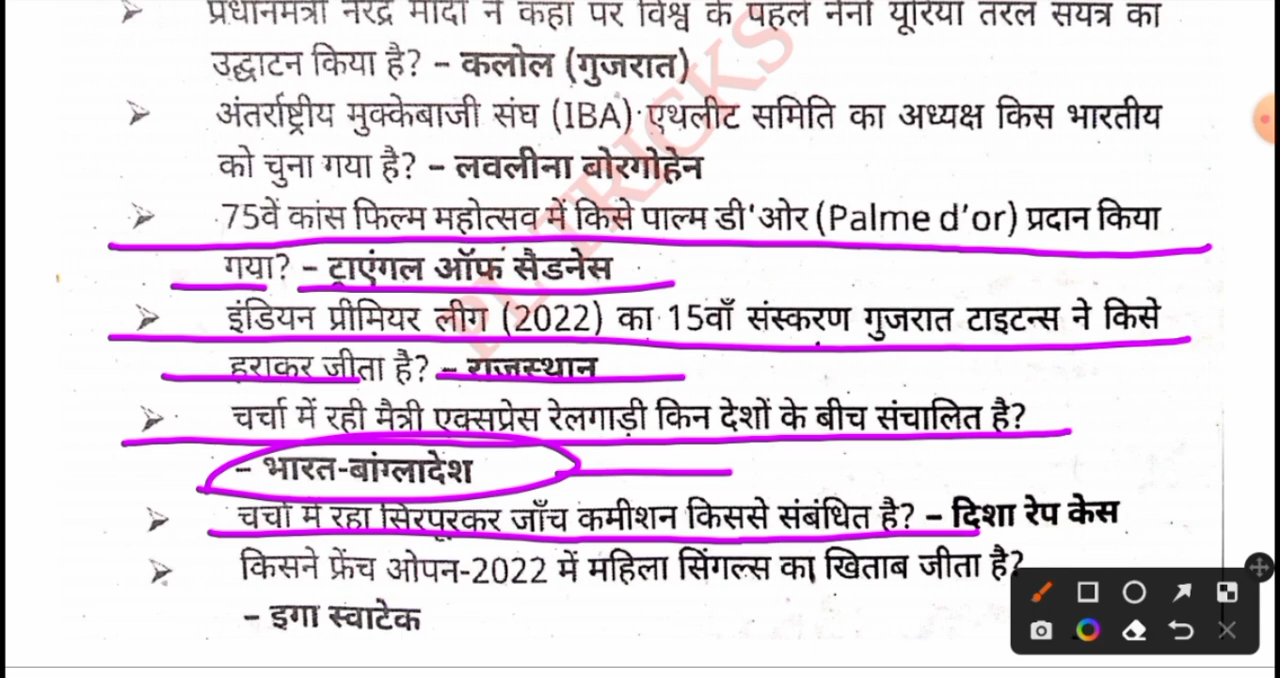 प्रधानमंत्री नरेंद्र मोदी ने कहाँ पर विश्व के पहले नैनो यूरिया तरल संयंत्र का
उद्घाटन किया है? – कलोल (गुजरात)
➢ अंतर्राष्ट्रीय मुक्केबाजी संघ (IBA) एथलीट समिति का अध्यक्ष किस भारतीय
को चुना गया है? – लवलीना बोरगोहेन
➢ 75वें कांस फिल्म महोत्सव में किसे पाल्म डी'ओर (Palme d'or) प्रदान किया
गया? – ट्राएंगल ऑफ सैडनेस
➢ इंडियन प्रीमियर लीग (2022) का 15वाँ संस्करण गुजरात टाइटन्स ने किसे
हराकर जीता है? – राजस्थान
➢ चर्चा में रही मैत्री एक्सप्रेस रेलगाड़ी किन देशों के बीच संचालित है?
– भारत-बांग्लादेश
➢ चर्चा में रहा सिरपूरकर जाँच कमीशन किससे संबंधित है? – दिशा रेप केस
➢ किसने फ्रेंच ओपन-2022 में महिला सिंगल्स का खिताब जीता है?
– इगा स्वाटेक